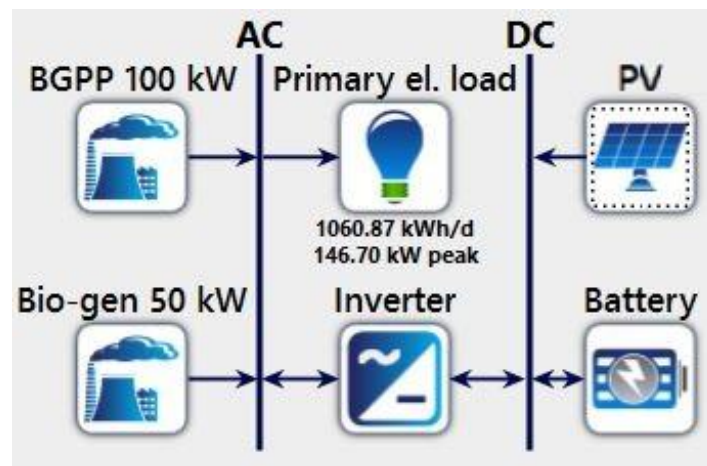 AC
DC
BGPP 100 kW
Primary el. load
PV
1060.87 kWh/d
146.70 kW peak
Bio-gen 50 kW
Inverter
Battery